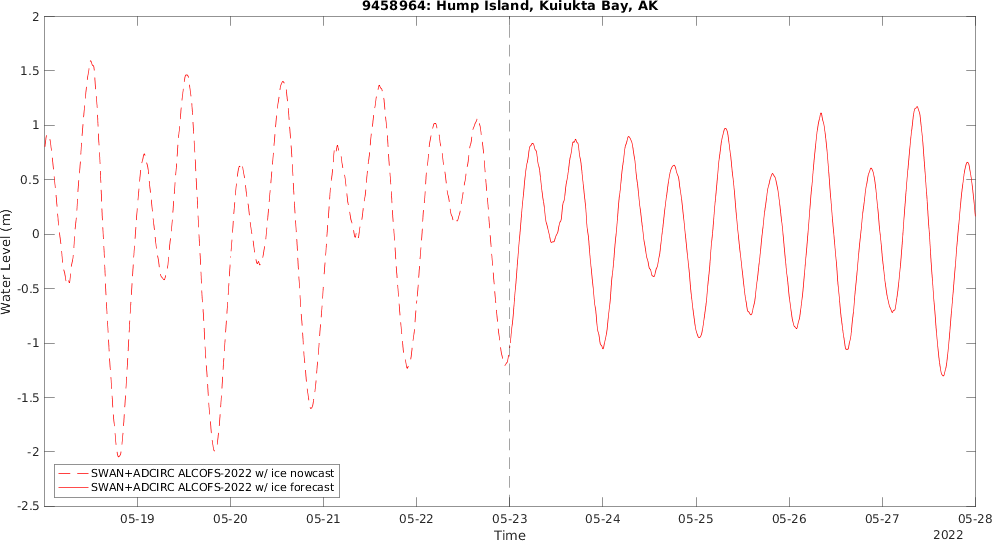 9458964: Hump Island, Kuiukta Bay, AK
2
1.5
1
0.5
0
-0.5
-1
-1.5
-2
-2.5
Water Level (m)
SWAN+ADCIRC ALCOFS-2022 w/ ice nowcast
SWAN+ADCIRC ALCOFS-2022 w/ ice forecast
05-19 05-20 05-21 05-22 05-23 05-24 05-25 05-26 05-27 05-28
Time
2022